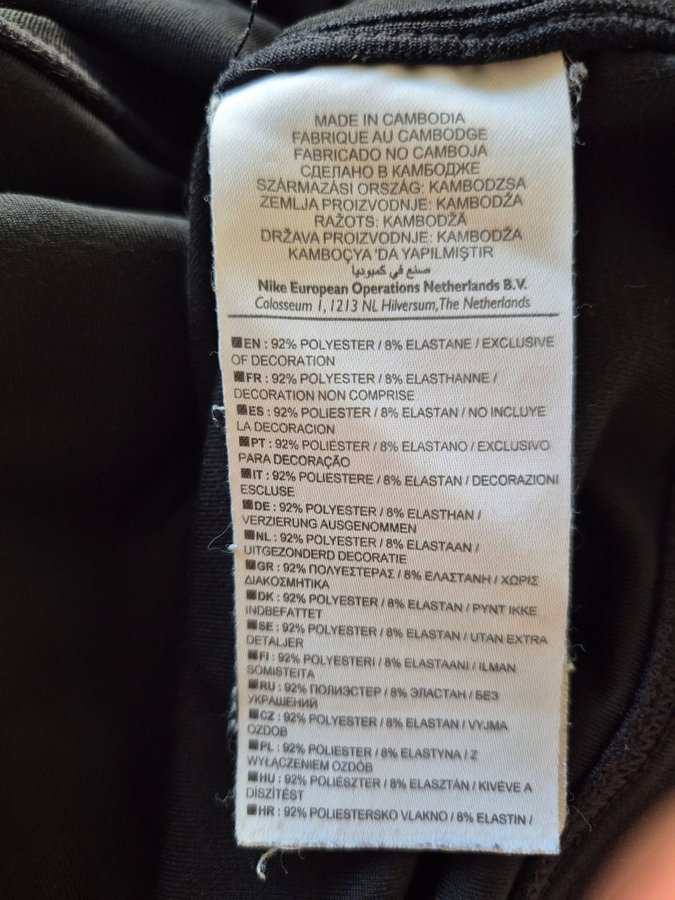 MADE IN CAMBODIA
FABRIQUE AU CAMBODGE
FABRICADO NO CAMBOJA
СДЕЛАНО В КАМБОДЖЕ
SZÁRMAZÁSI ORSZÁG: KAMBODZSA
ZEMLJA PROIZVODNJE: KAMBODŽA
RAŽOTS: KAMBODŽĀ
DRŽAVA PROIZVODNJE: KAMBODŽA
KAMBOÇYA 'DA YAPILMIŞTIR
صنع في كمبوديا
Nike European Operations Netherlands B.V.
Colosseum 1, 1213 NL Hilversum, The Netherlands
EN : 92% POLYESTER / 8% ELASTANE / EXCLUSIVE
OF DECORATION
FR : 92% POLYESTER / 8% ELASTHANNE /
DECORATION NON COMPRISE
ES : 92% POLIESTER / 8% ELASTAN / NO INCLUYE
LA DECORACION
PT : 92% POLIÉSTER / 8% ELASTANO / EXCLUSIVO
PARA DECORAÇÃO
IT : 92% POLIESTERE / 8% ELASTAN / DECORAZIONI
ESCLUSE
DE : 92% POLYESTER / 8% ELASTHAN /
VERZIERUNG AUSGENOMMEN
NL : 92% POLYESTER / 8% ELASTAAN /
UITGEZONDERD DECORATIE
GR : 92% ΠΟΛΥΕΣΤΕΡΑΣ / 8% ΕΛΑΣΤΑΝΗ / ΧΩΡΙΣ
ΔΙΑΚΟΣΜΗΤΙΚΑ
DK : 92% POLYESTER / 8% ELASTAN / PYNT IKKE
INDBEFATTET
SE : 92% POLYESTER / 8% ELASTAN / UTAN EXTRA
DETALJER
FI : 92% POLYESTERI / 8% ELASTAANI / ILMAN
SOMISTEITA
RU : 92% ПОЛИЭСТЕР / 8% ЭЛАСТАН / БЕЗ
УКРАШЕНИЙ
CZ : 92% POLYESTER / 8% ELASTAN / VYJMA
OZDOB
PL : 92% POLYESTER / 8% ELASTYNA / Z
WYŁĄCZENIEM OZDÓB
HU : 92% POLIÉSZTER / 8% ELASZTÁN / KIVÉVE A
DÍSZÍTÉST
HR : 92% POLIESTERSKO VLAKNO / 8% ELASTIN /